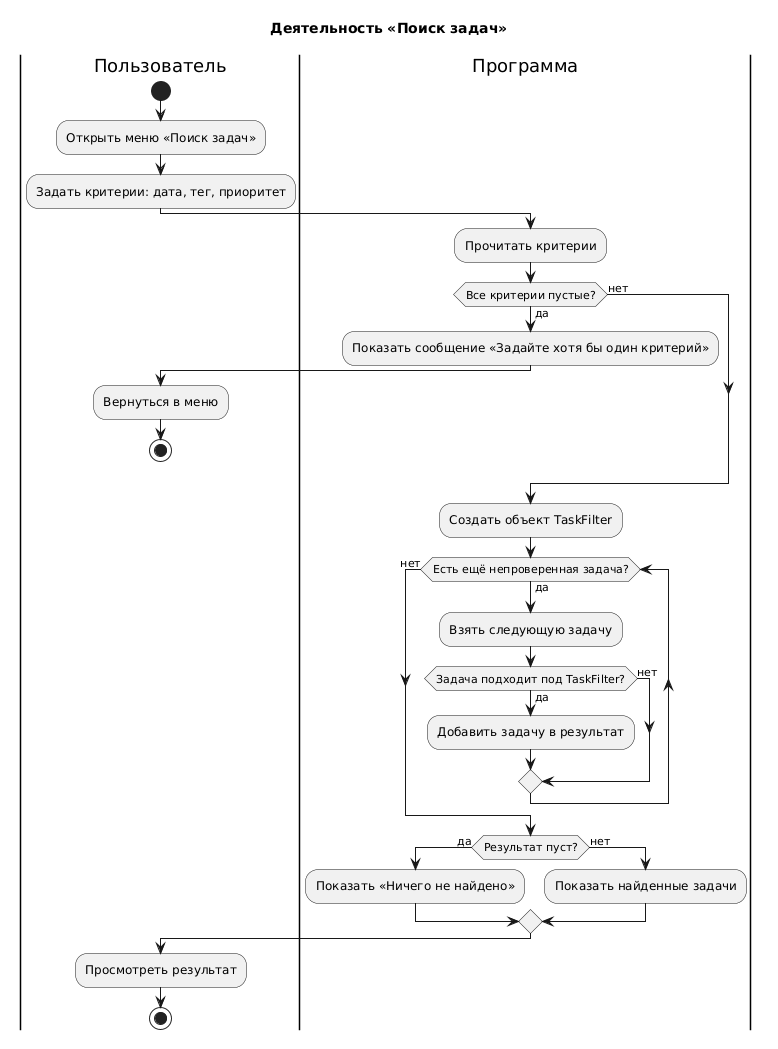 Деятельность «Поиск задач»
Пользователь
Программа
Открыть меню «Поиск задач»
Задать критерии: дата, тег, приоритет
Прочитать критерии
Все критерии пустые?
нет
да
Показать сообщение «Задайте хотя бы один критерий»
Вернуться в меню
Создать объект TaskFilter
нет
Есть ещё непроверенная задача?
да
Взять следующую задачу
Задача подходит под TaskFilter?
нет
да
Добавить задачу в результат
да
Результат пуст?
нет
Показать «Ничего не найдено»
Показать найденные задачи
Просмотреть результат